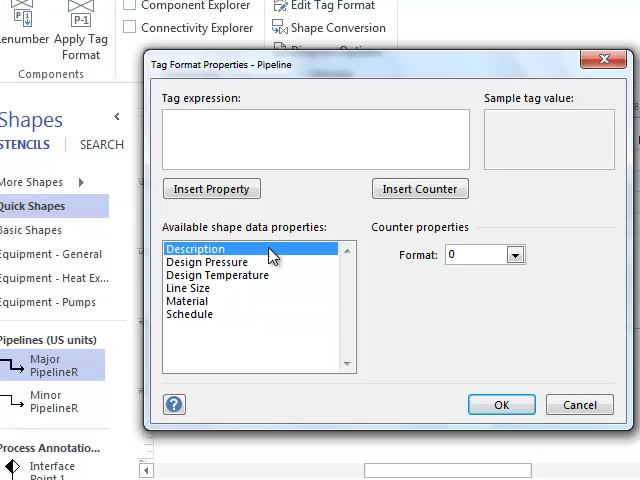 Component Explorer
Edit Tag Format
Connectivity Explorer
Shape Conversion
enumber
Apply Tag
Format
Components
Tag Format Properties - Pipeline
Tag expression:
Sample tag value:
Insert Property
Insert Counter
Available shape data properties:
Counter properties
Description
Design Pressure
Design Temperature
Line Size
Material
Schedule
Format:
0
OK
Cancel
Shapes
STENCILS
SEARCH
More Shapes
Quick Shapes
Basic Shapes
Equipment - General
Equipment - Heat Ex...
Equipment - Pumps
Pipelines (US units)
Major
PipelineR
Minor
PipelineR
Process Annotatio...
Interface
Point 1